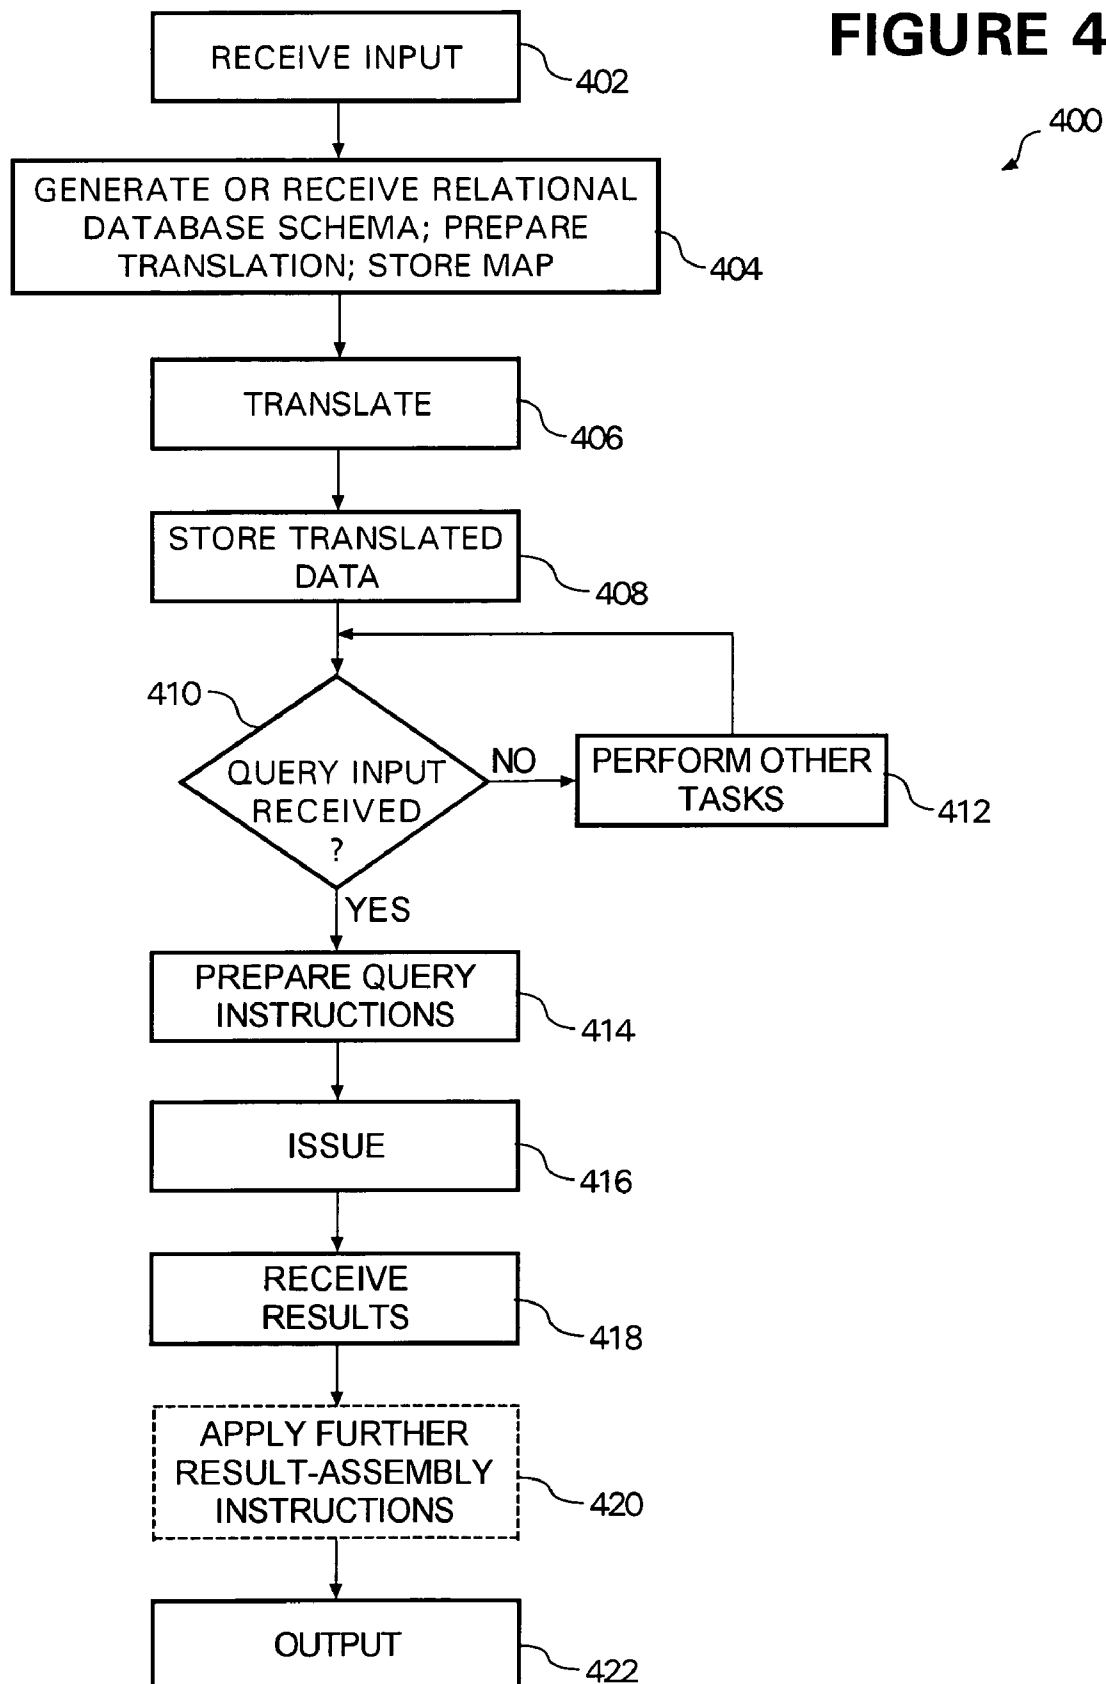 FIGURE 4
400
RECEIVE INPUT
402
GENERATE OR RECEIVE RELATIONAL
DATABASE SCHEMA; PREPARE
TRANSLATION; STORE MAP
404
TRANSLATE
406
STORE TRANSLATED
DATA
408
410
QUERY INPUT
RECEIVED
?
NO
PERFORM OTHER
TASKS
412
YES
PREPARE QUERY
INSTRUCTIONS
414
ISSUE
416
RECEIVE
RESULTS
418
APPLY FURTHER
RESULT-ASSEMBLY
INSTRUCTIONS
420
OUTPUT
422